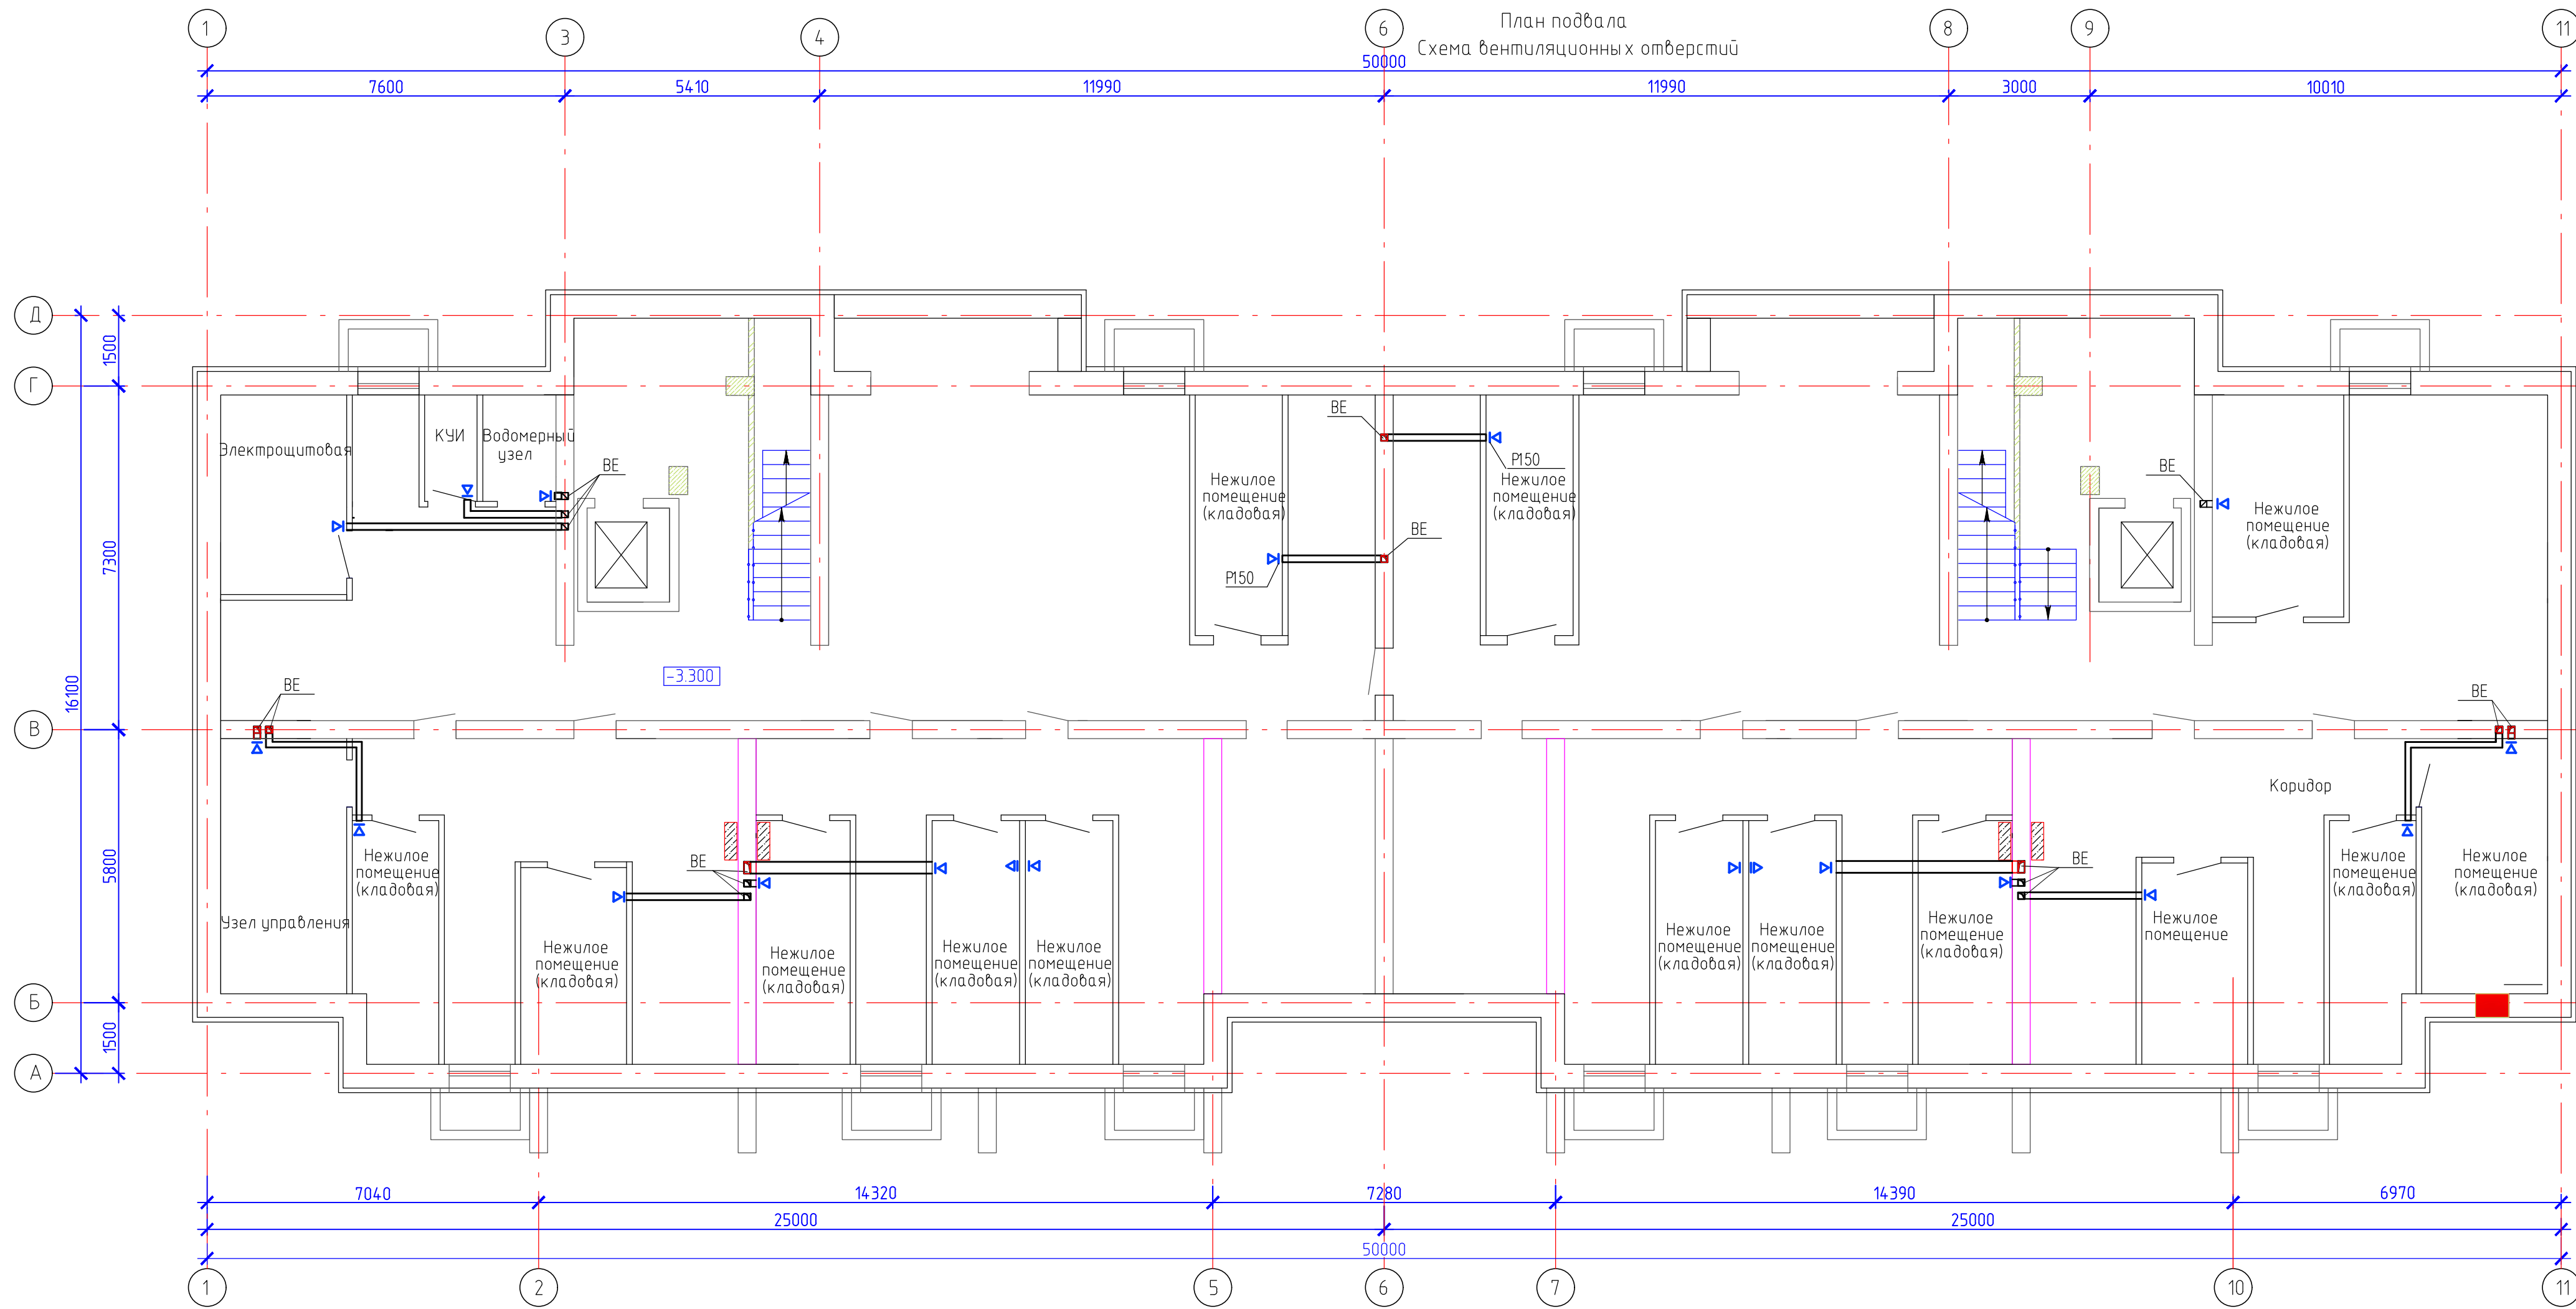 План подвала
Схема вентиляционных отверстий
1
3
4
6
8
9
11
50000
7600
5410
11990
11990
3000
10010
Д
Г
В
Б
А
1500
7300
16100
5800
1500
Электрощитовая
КУИ
Водомерный
узел
ВЕ
ВЕ
Р150
Нежилое
помещение
(кладовая)
Нежилое
помещение
(кладовая)
ВЕ
Р150
ВЕ
Нежилое
помещение
(кладовая)
-3.300
ВЕ
ВЕ
Коридор
Нежилое
помещение
(кладовая)
Узел управления
ВЕ
Нежилое
помещение
(кладовая)
Нежилое
помещение
(кладовая)
Нежилое
помещение
(кладовая)
Нежилое
помещение
(кладовая)
Нежилое
помещение
(кладовая)
Нежилое
помещение
(кладовая)
Нежилое
помещение
(кладовая)
ВЕ
Нежилое
помещение
Нежилое
помещение
(кладовая)
Нежилое
помещение
(кладовая)
7040
14320
7280
14390
6970
25000
25000
50000
1
2
5
6
7
10
11